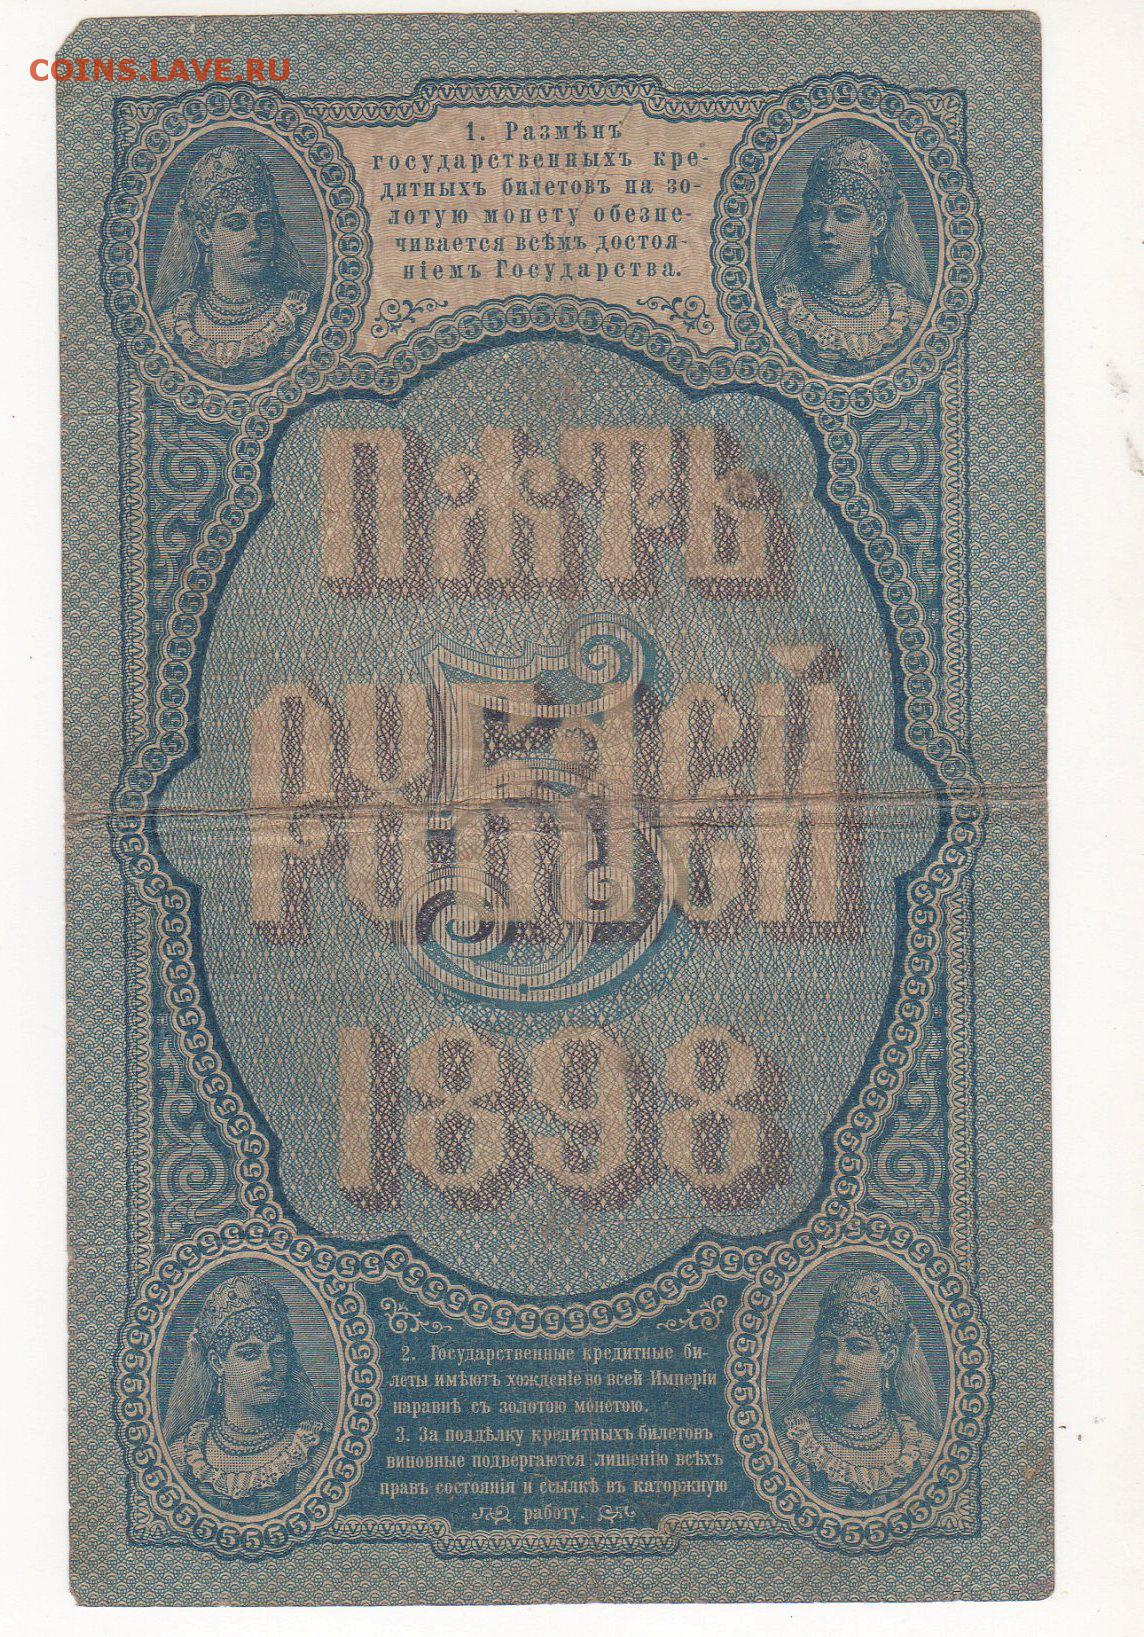 COINS.LAVE.RU
1. Размѣнъ
государственныхъ кре-
дитныхъ билетовъ на зо-
лотую монету обезпе-
чивается всѣмъ достоя-
ніемъ Государства.
ПЯТЬ
РУБЛЕЙ
5
1898
2. Государственные кредитные би-
леты имѣютъ хожденіе во всей Имперіи
наравнѣ съ золотою монетою.
3. За поддѣлку кредитныхъ билетовъ
виновные подвергаются лишенію всѣхъ
правъ состоянія и ссылкѣ въ каторжную
работу.